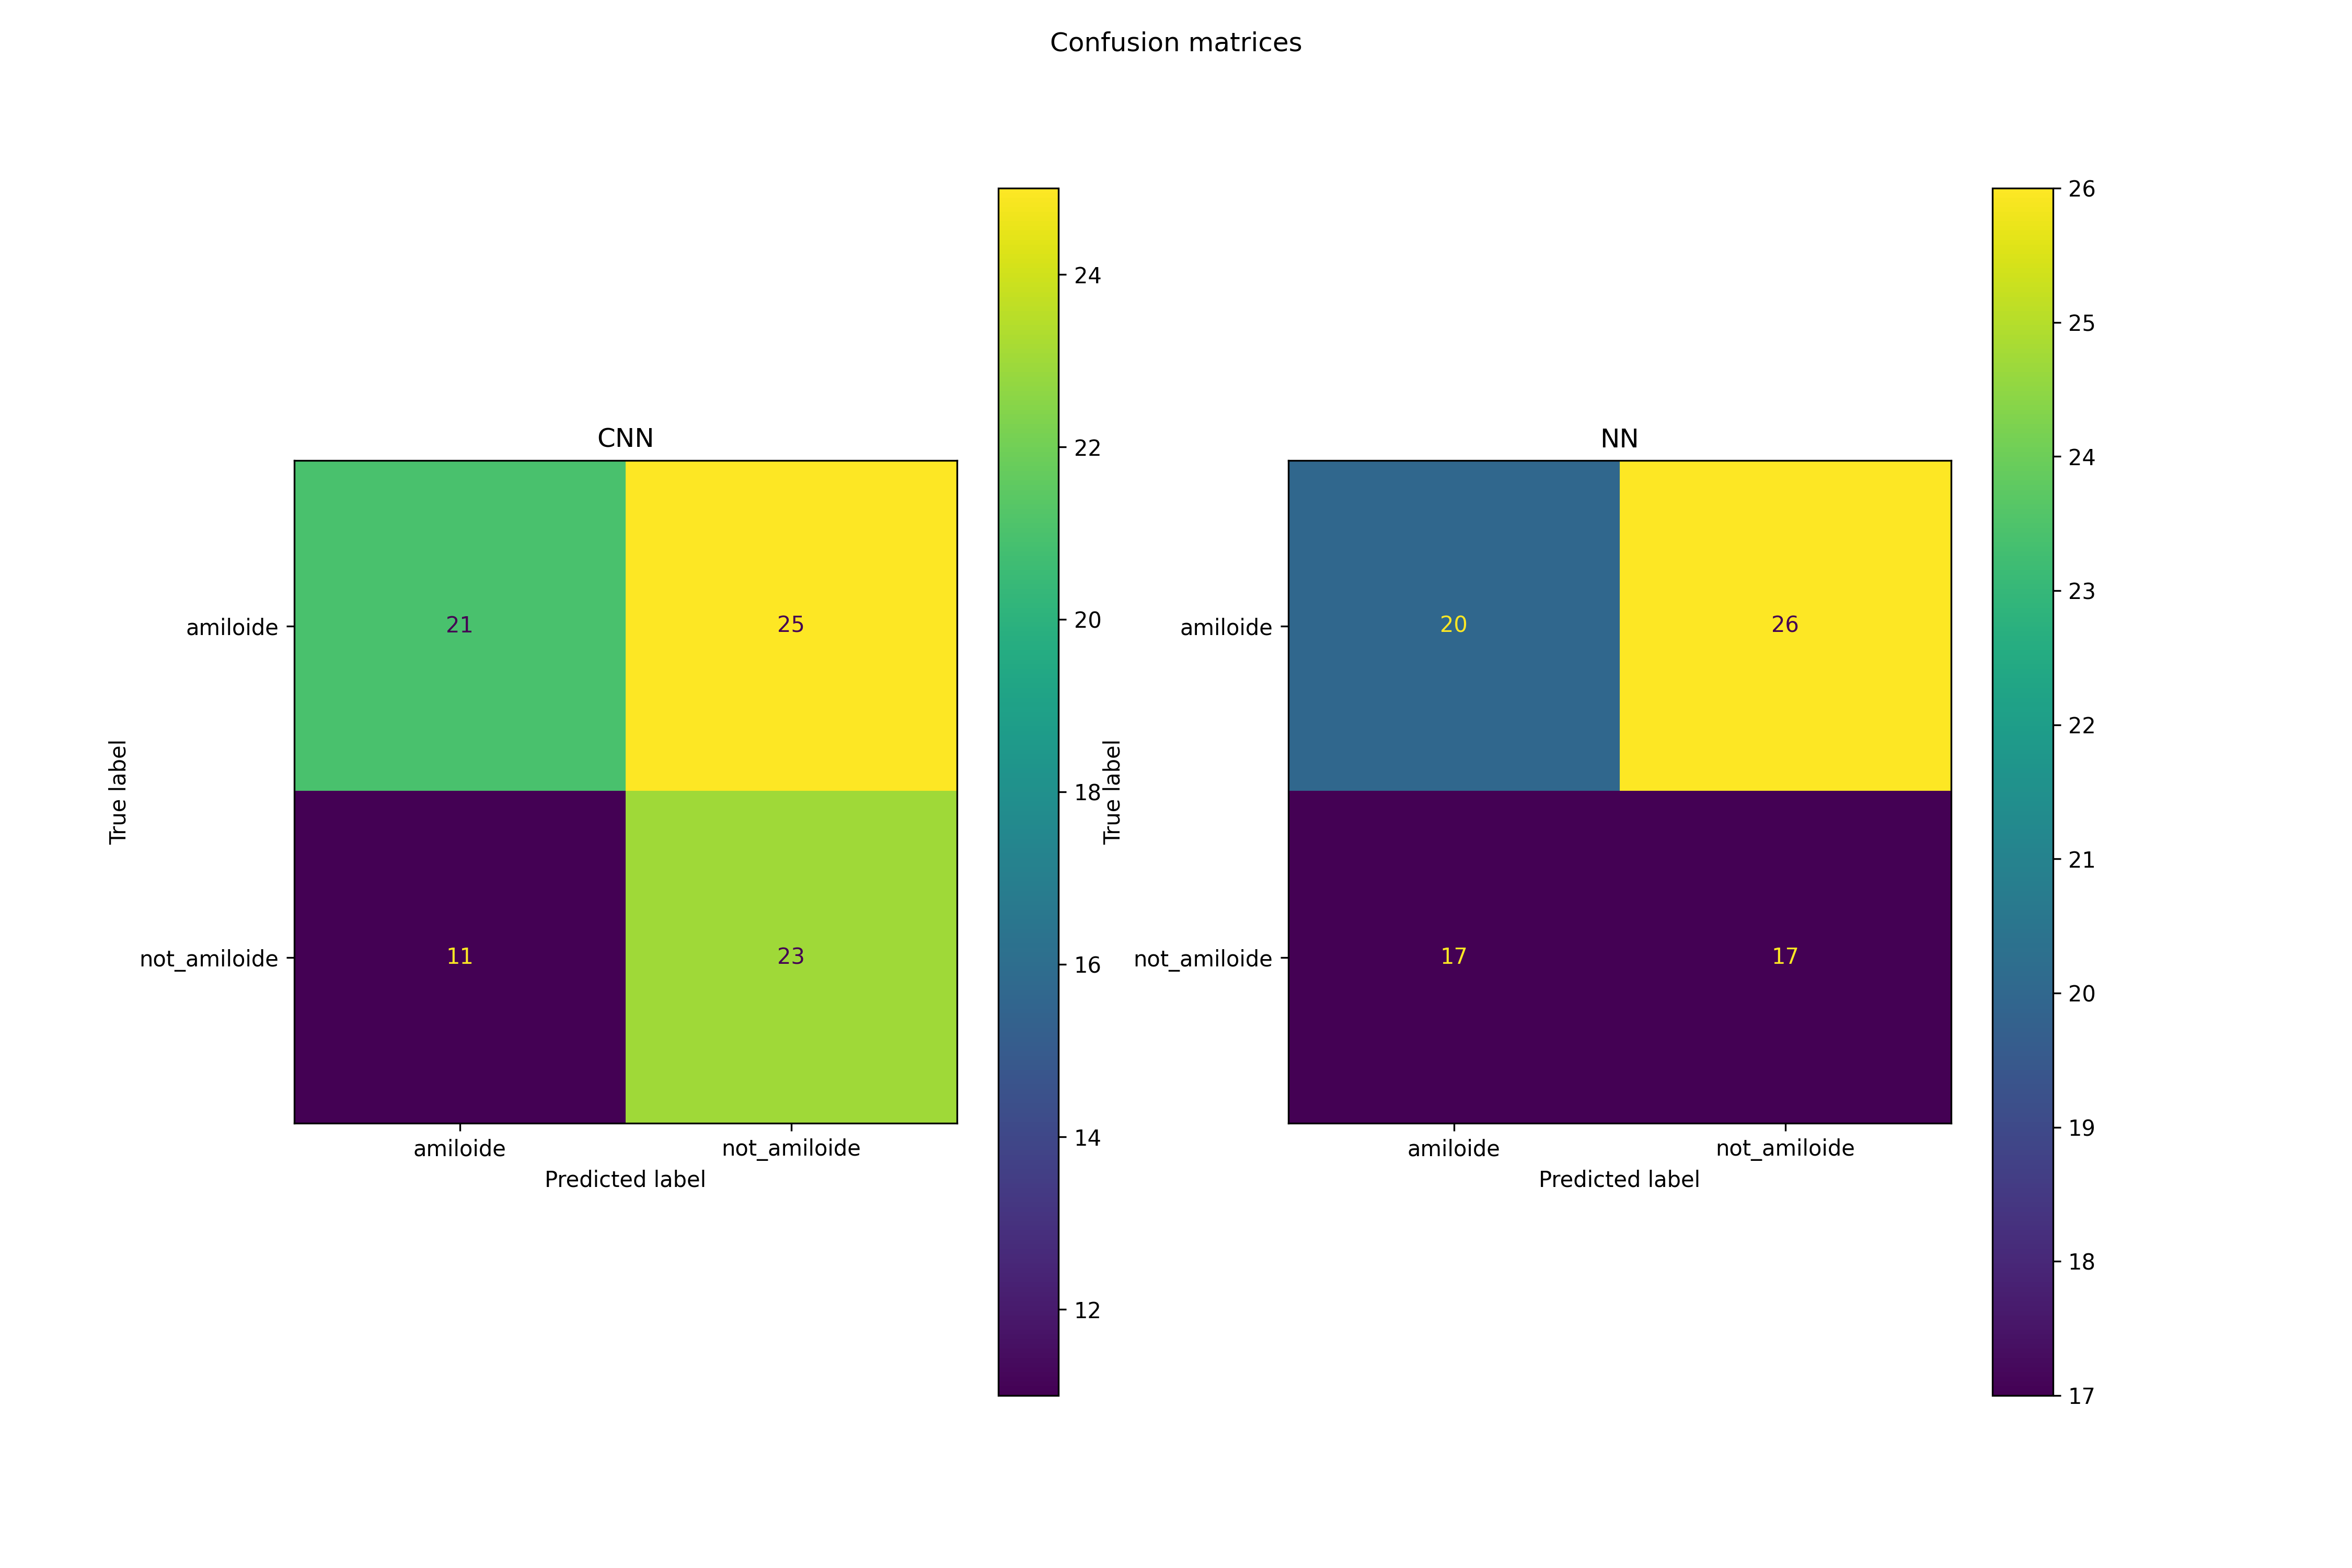 Confusion matrices
CNN
21 25
11 23
amiloide
not_amiloide
True label
amiloide not_amiloide
Predicted label
24
22
20
18
16
14
12
NN
20 26
17 17
amiloide
not_amiloide
True label
amiloide not_amiloide
Predicted label
26
25
24
23
22
21
20
19
18
17